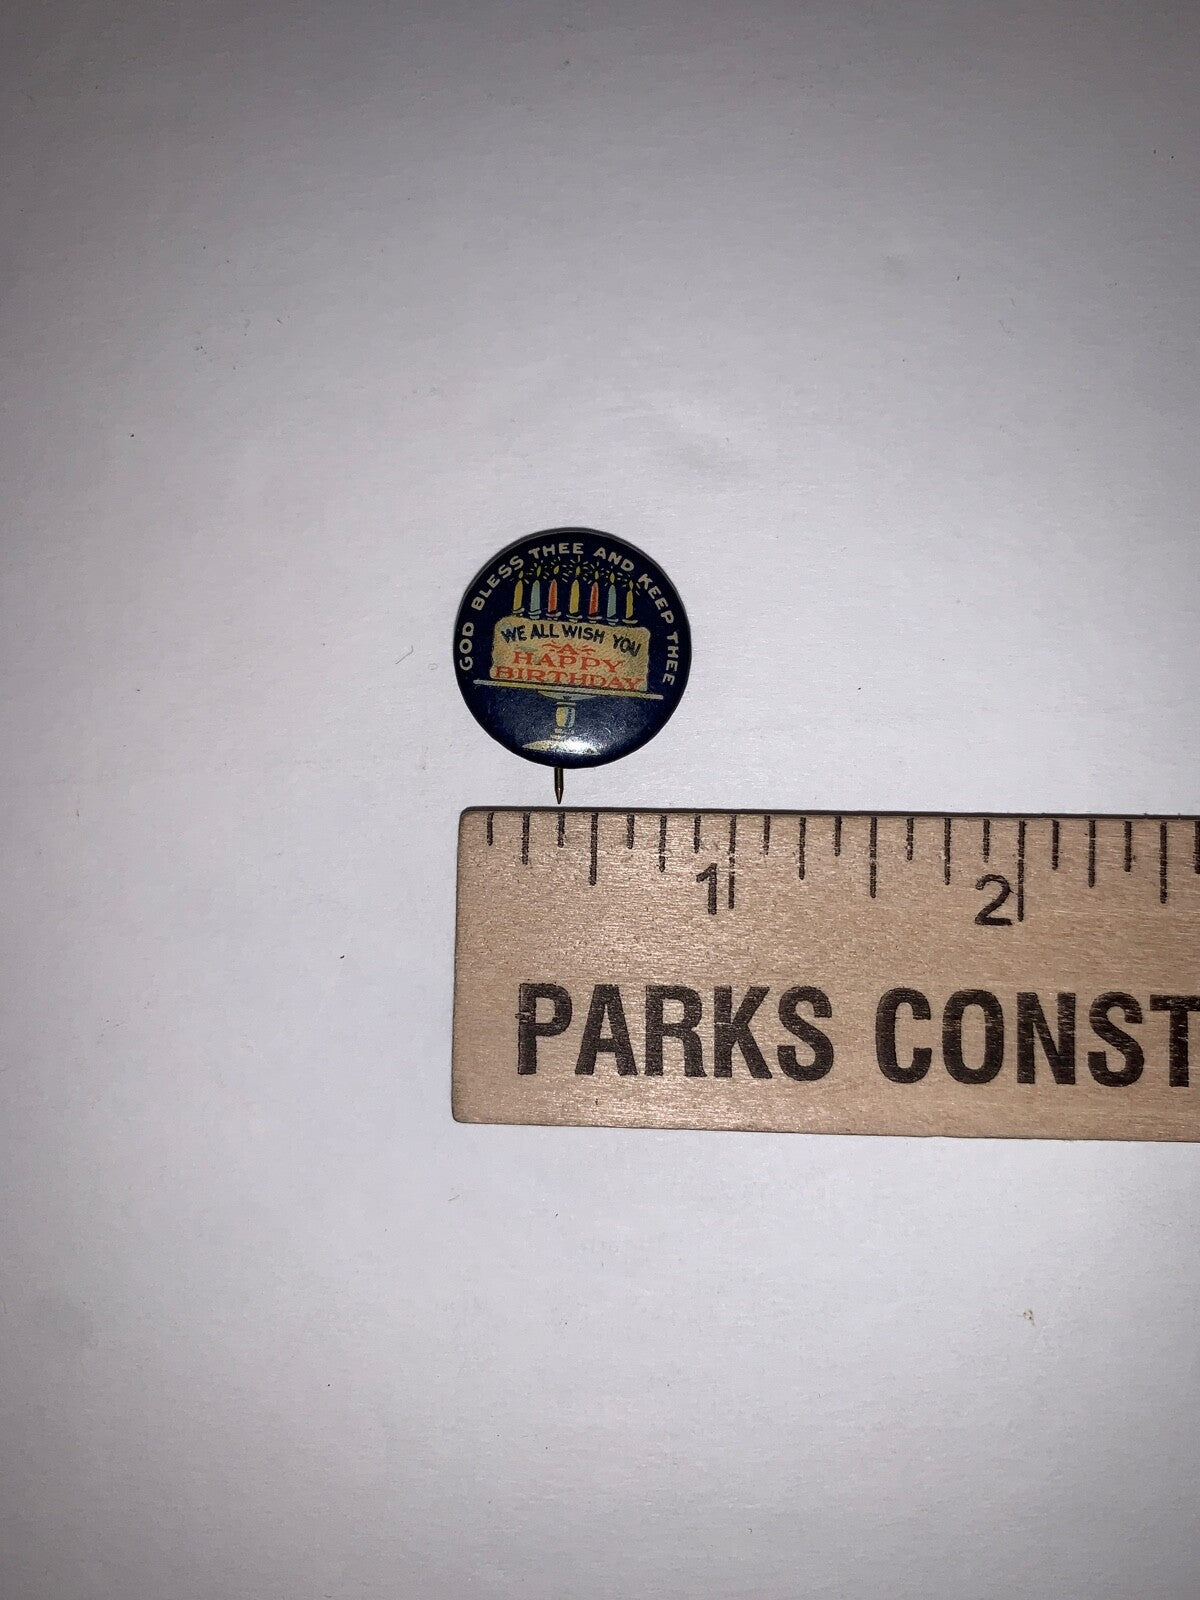 GOD BLESS THEE AND KEEP THEE
WE ALL WISH YOU
A
HAPPY
BIRTHDAY
1 2
PARKS CONST